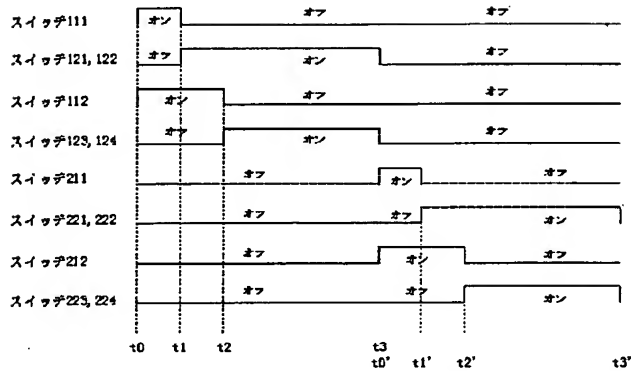 スイッチ111 オン オフ オフ
スイッチ121, 122 オフ オン オフ
スイッチ112 オン オフ オフ
スイッチ123, 124 オフ オン オフ
スイッチ211 オフ オン オフ
スイッチ221, 222 オフ オフ オン
スイッチ212 オフ オン オフ
スイッチ223, 224 オフ オフ オン
t0 t1 t2 t3
t0' t1' t2' t3'